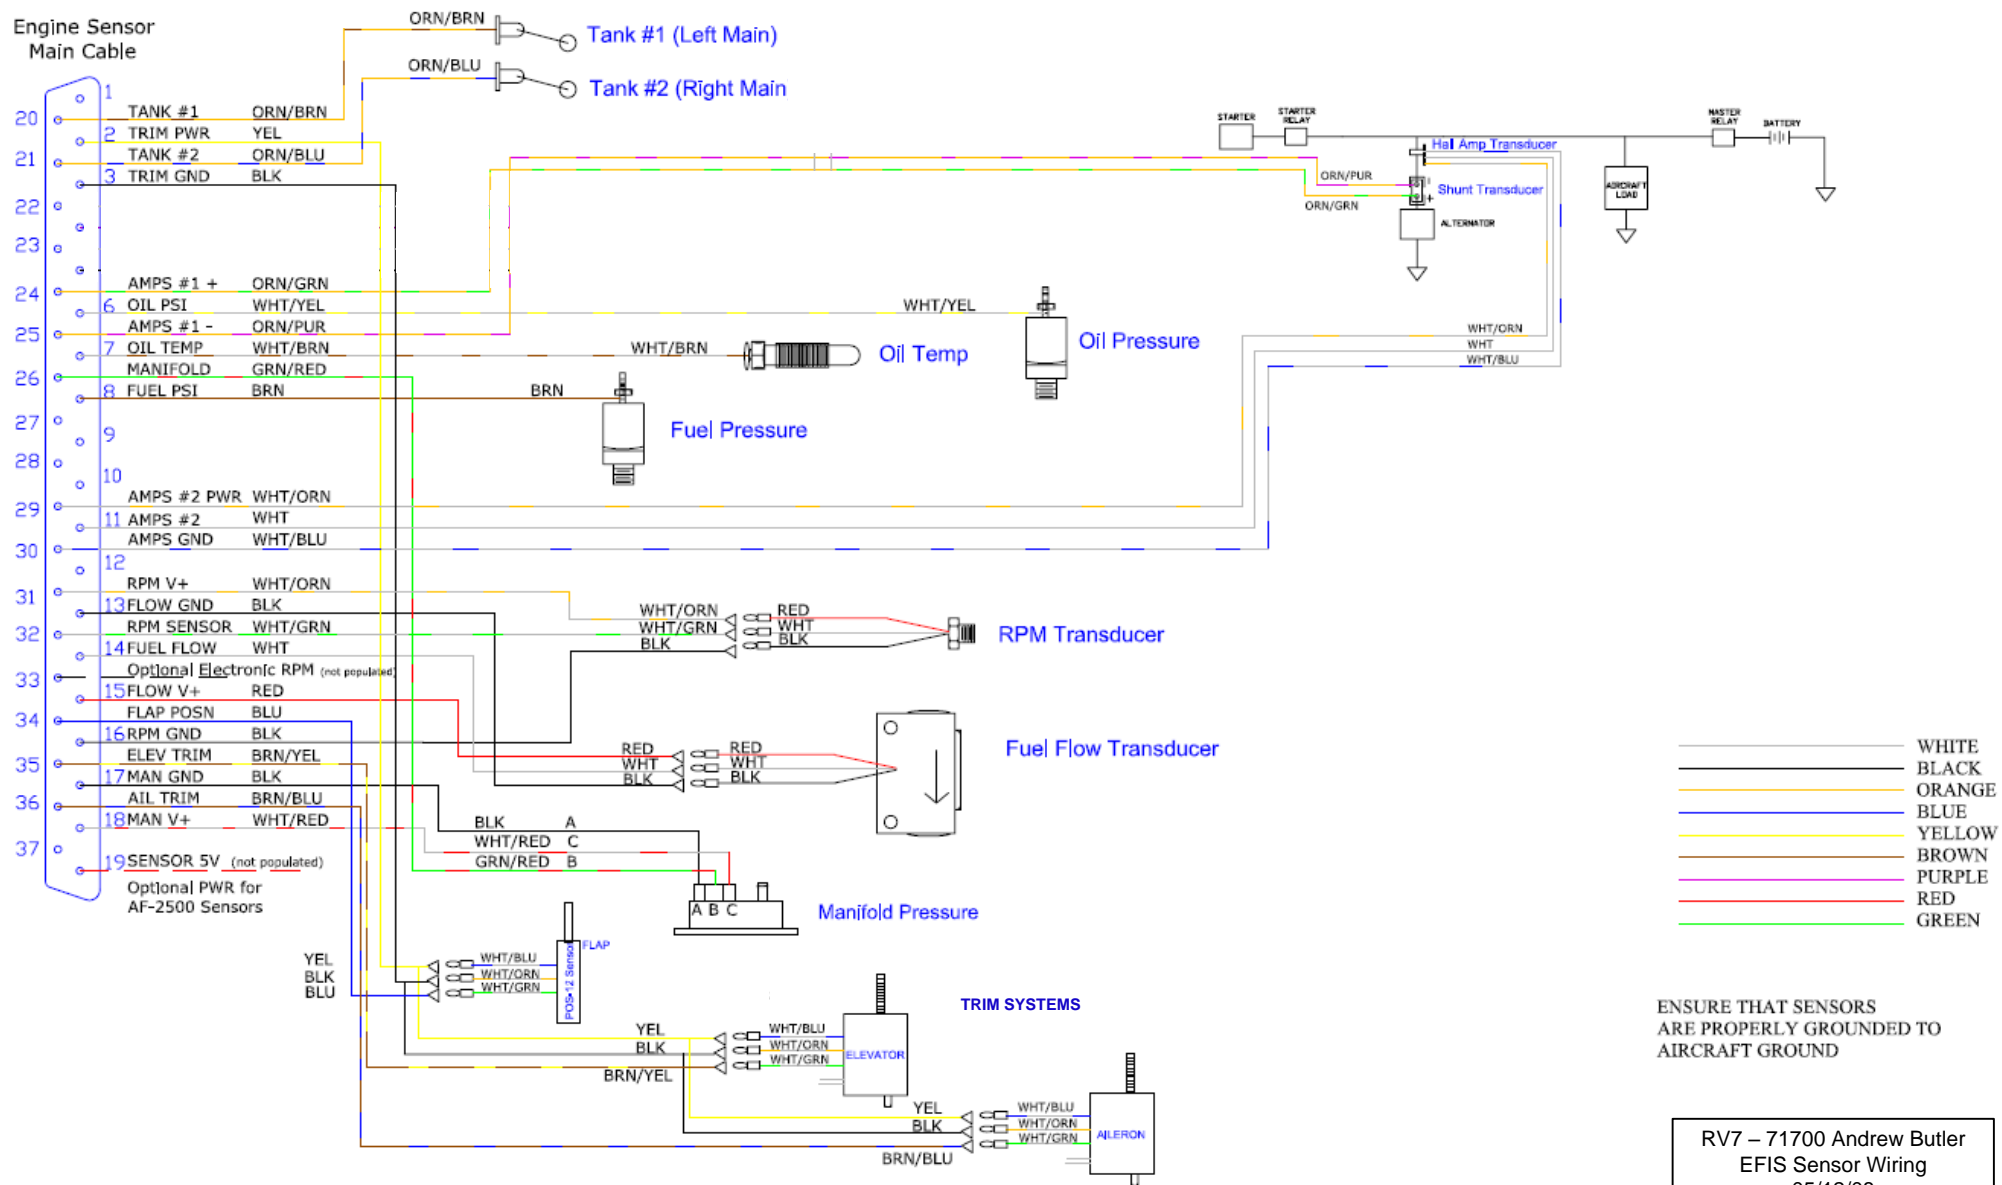 Engine Sensor
Main Cable
ORN/BRN
Tank #1 (Left Main)
ORN/BLU
Tank #2 (Right Main
1
20 TANK #1 ORN/BRN
2 TRIM PWR YEL
21 TANK #2 ORN/BLU
3 TRIM GND BLK
22
23
24 AMPS #1 + ORN/GRN
6 OIL PSI WHT/YEL
25 AMPS #1 - ORN/PUR
7 OIL TEMP WHT/BRN
26 MANIFOLD GRN/RED
8 FUEL PSI BRN
27
9
28
10
29 AMPS #2 PWR WHT/ORN
11 AMPS #2 WHT
30 AMPS GND WHT/BLU
12
31 RPM V+ WHT/ORN
13 FLOW GND BLK
32 RPM SENSOR WHT/GRN
14 FUEL FLOW WHT
33 Optional Electronic RPM (not populated)
15 FLOW V+ RED
34 FLAP POSN BLU
16 RPM GND BLK
35 ELEV TRIM BRN/YEL
17 MAN GND BLK
36 AIL TRIM BRN/BLU
18 MAN V+ WHT/RED
37
19 SENSOR 5V (not populated)
Optional PWR for
AF-2500 Sensors
STARTER
STARTER
RELAY
MASTER
RELAY
BATTERY
Hall Amp Transducer
ORN/PUR
-
Shunt Transducer
+
ORN/GRN
ALTERNATOR
AIRCRAFT
LOAD
WHT/YEL
Oil Pressure
WHT/BRN
Oil Temp
BRN
Fuel Pressure
WHT/ORN
WHT
WHT/BLU
WHT/ORN RED
WHT/GRN WHT
BLK BLK
RPM Transducer
RED RED
WHT WHT
BLK BLK
Fuel Flow Transducer
BLK A
WHT/RED C
GRN/RED B
A B C
Manifold Pressure
YEL WHT/BLU
BLK WHT/ORN
BLU WHT/GRN
POS-12 Sensor
FLAP
TRIM SYSTEMS
YEL WHT/BLU
BLK WHT/ORN
BRN/YEL WHT/GRN
ELEVATOR
YEL WHT/BLU
BLK WHT/ORN
BRN/BLU WHT/GRN
AILERON
WHITE
BLACK
ORANGE
BLUE
YELLOW
BROWN
PURPLE
RED
GREEN
ENSURE THAT SENSORS
ARE PROPERLY GROUNDED TO
AIRCRAFT GROUND
RV7 – 71700 Andrew Butler
EFIS Sensor Wiring